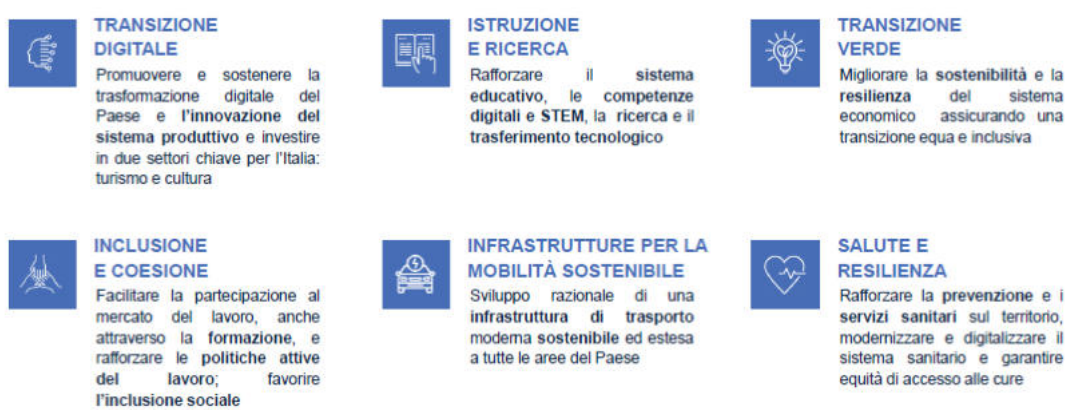 TRANSIZIONE
DIGITALE
Promuovere e sostenere la
trasformazione digitale del
Paese e l'innovazione del
sistema produttivo e investire
in due settori chiave per l'Italia:
turismo e cultura
ISTRUZIONE
E RICERCA
Rafforzare il sistema
educativo, le competenze
digitali e STEM, la ricerca e il
trasferimento tecnologico
TRANSIZIONE
VERDE
Migliorare la sostenibilità e la
resilienza del sistema
economico assicurando una
transizione equa e inclusiva
INCLUSIONE
E COESIONE
Facilitare la partecipazione al
mercato del lavoro, anche
attraverso la formazione, e
rafforzare le politiche attive
del lavoro; favorire
l'inclusione sociale
INFRASTRUTTURE PER LA
MOBILITÀ SOSTENIBILE
Sviluppo razionale di una
infrastruttura di trasporto
moderna sostenibile ed estesa
a tutte le aree del Paese
SALUTE E
RESILIENZA
Rafforzare la prevenzione e i
servizi sanitari sul territorio,
modernizzare e digitalizzare il
sistema sanitario e garantire
equità di accesso alle cure